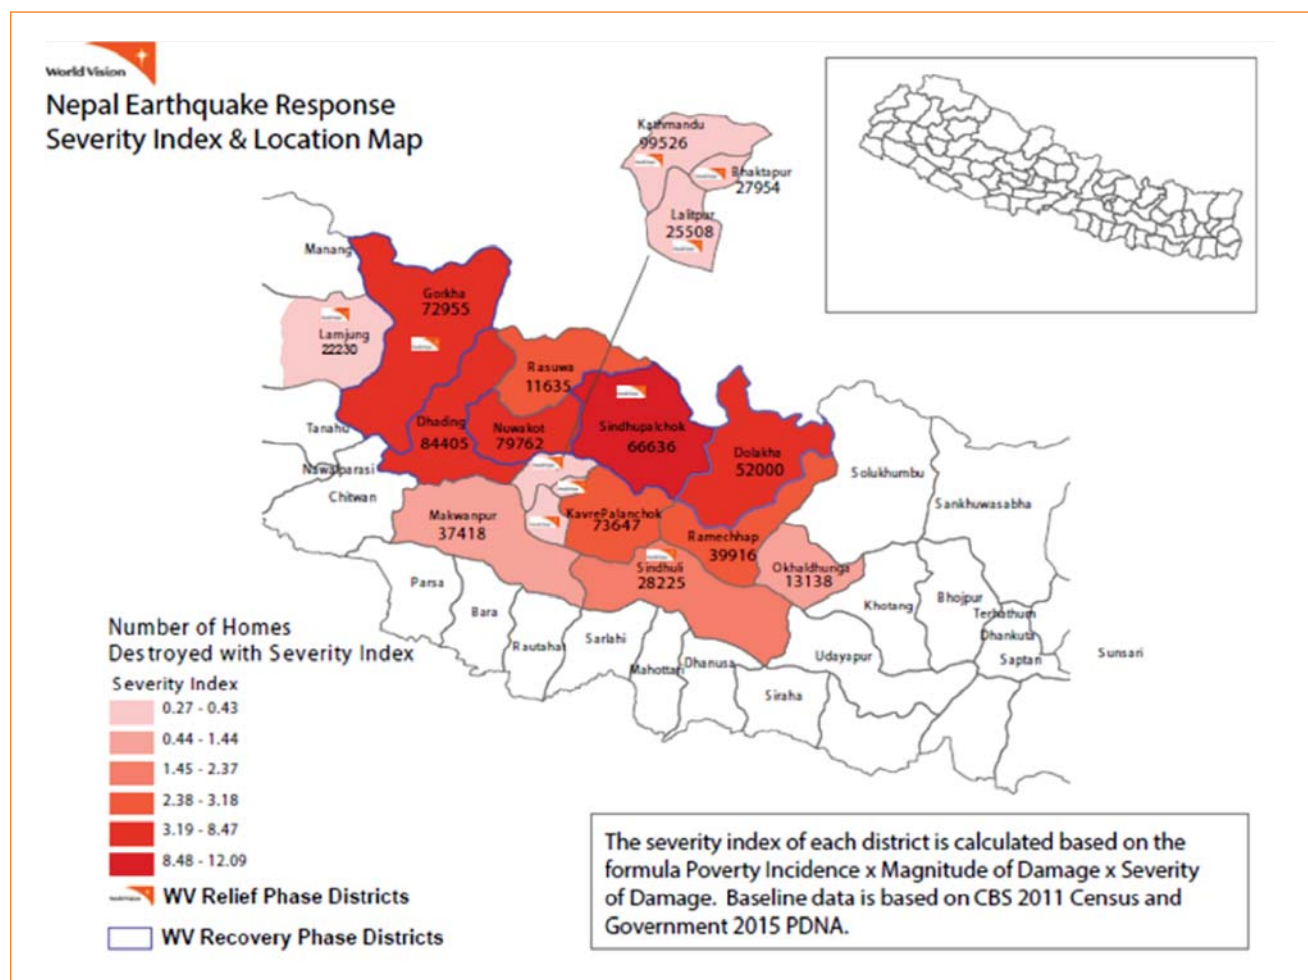 World Vision
Nepal Earthquake Response
Severity Index & Location Map
Kathmandu
99526
Bhaktapur
27954
Lalitpur
25508
Manang
Gorkha
72955
Lamjung
22230
Rasuwa
11635
Tanahu
Dhading
84405
Nuwakot
79762
Sindhupalchok
66636
Dolakha
52000
Nawalparasi
Chitwan
Solukhumbu
Sankhuwasabha
Makwanpur
37418
KavrePalanchok
73647
Ramechhap
39916
Sindhuli
28225
Okhaldhunga
13138
Parsa
Bara
Rautahat
Sarlahi
Mahottari
Dhanusa
Siraha
Udayapur
Khotang
Bhojpur
Terhathum
Dhankuta
Saptari
Sunsari
Number of Homes
Destroyed with Severity Index
Severity Index
0.27 - 0.43
0.44 - 1.44
1.45 - 2.37
2.38 - 3.18
3.19 - 8.47
8.48 - 12.09
WV Relief Phase Districts
WV Recovery Phase Districts
The severity index of each district is calculated based on the
formula Poverty Incidence x Magnitude of Damage x Severity
of Damage. Baseline data is based on CBS 2011 Census and
Government 2015 PDNA.